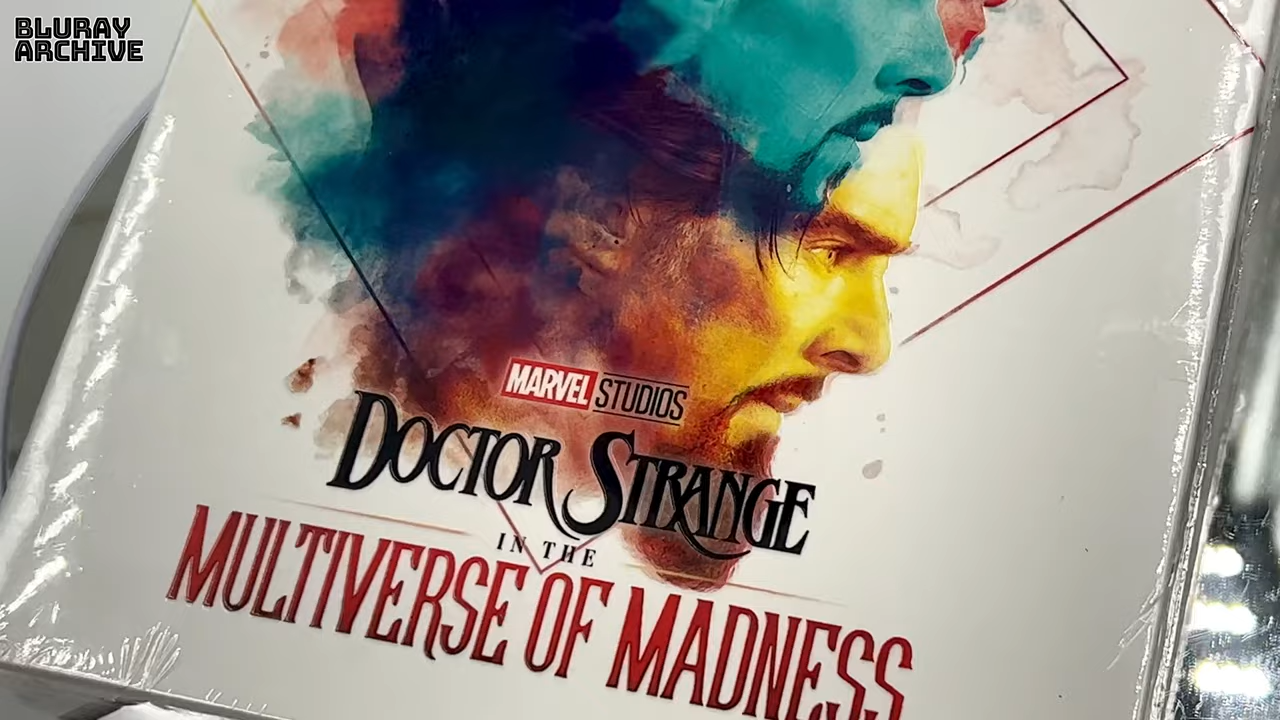 BLURAY
ARCHIVE
MARVEL STUDIOS
DOCTOR STRANGE
IN THE
MULTIVERSE OF MADNESS